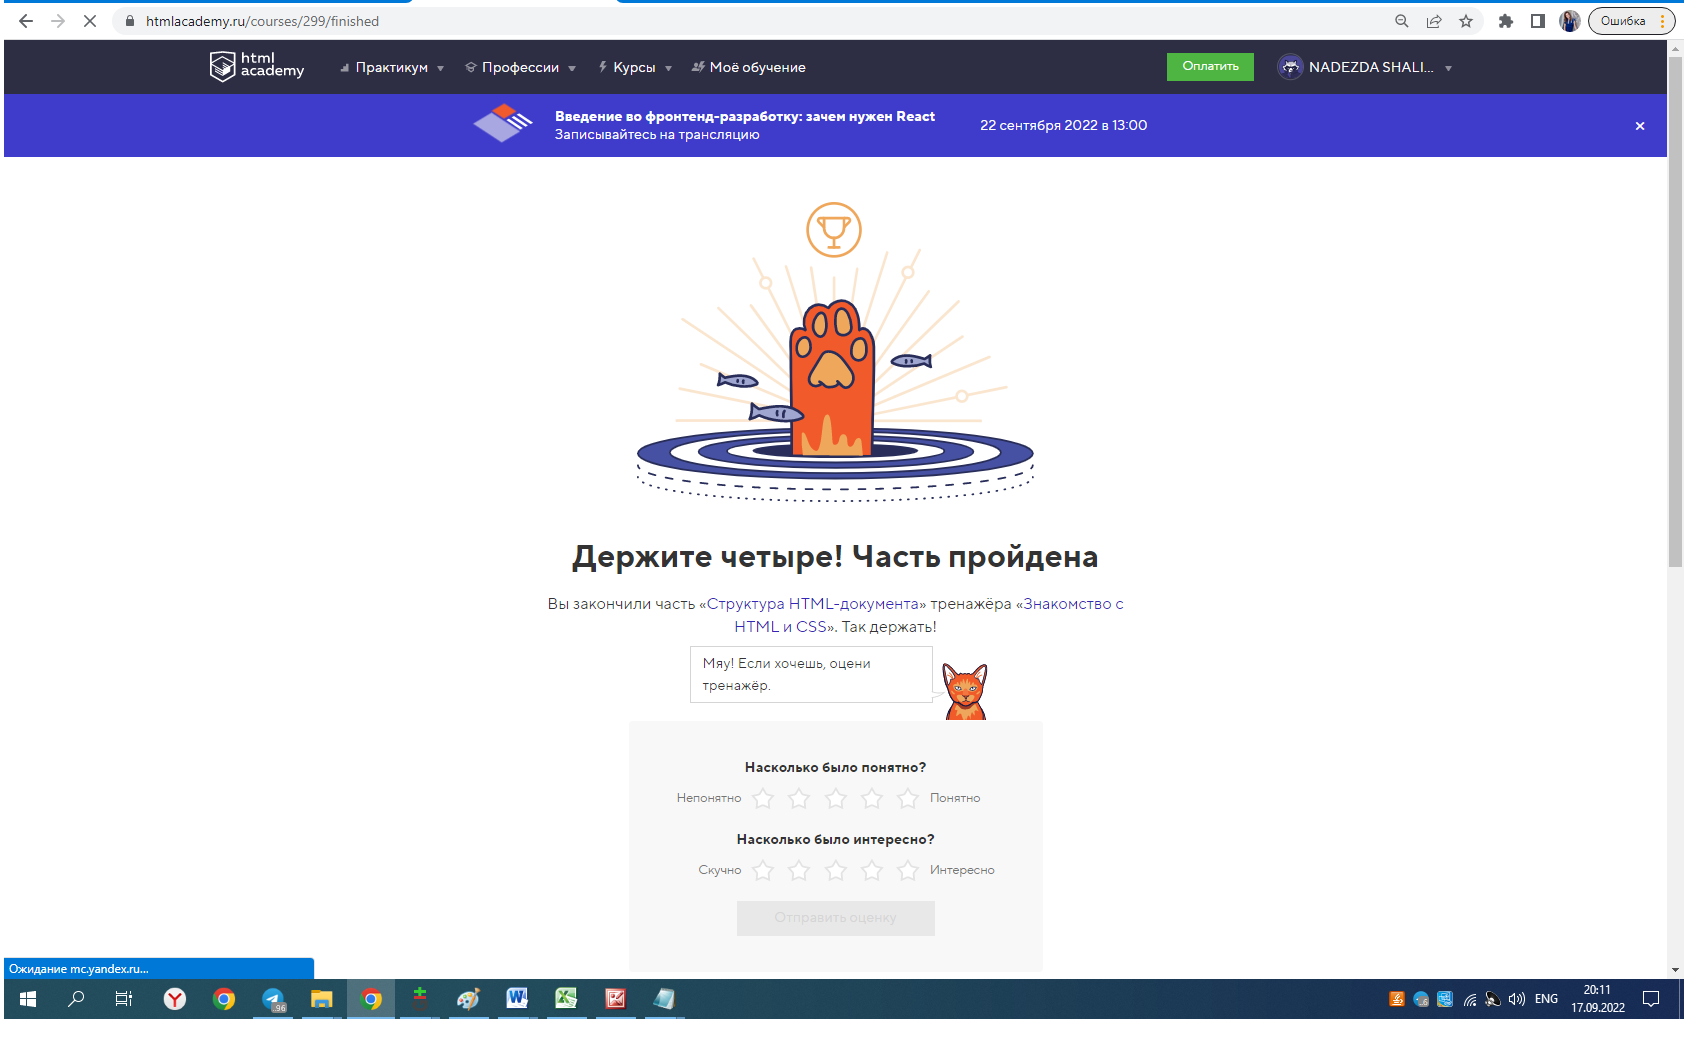 htmlacademy.ru/courses/299/finished
Ошибка
html
academy
Практикум
Профессии
Курсы
Моё обучение
Оплатить
NADEZDA SHALI...
Введение во фронтенд-разработку: зачем нужен React
Записывайтесь на трансляцию
22 сентября 2022 в 13:00
Держите четыре! Часть пройдена
Вы закончили часть «Структура HTML-документа» тренажёра «Знакомство с
HTML и CSS». Так держать!
Мяу! Если хочешь, оцени
тренажёр.
Насколько было понятно?
Непонятно
Понятно
Насколько было интересно?
Скучно
Интересно
Отправить оценку
Ожидание mc.yandex.ru...
96
ENG
20:11
17.09.2022